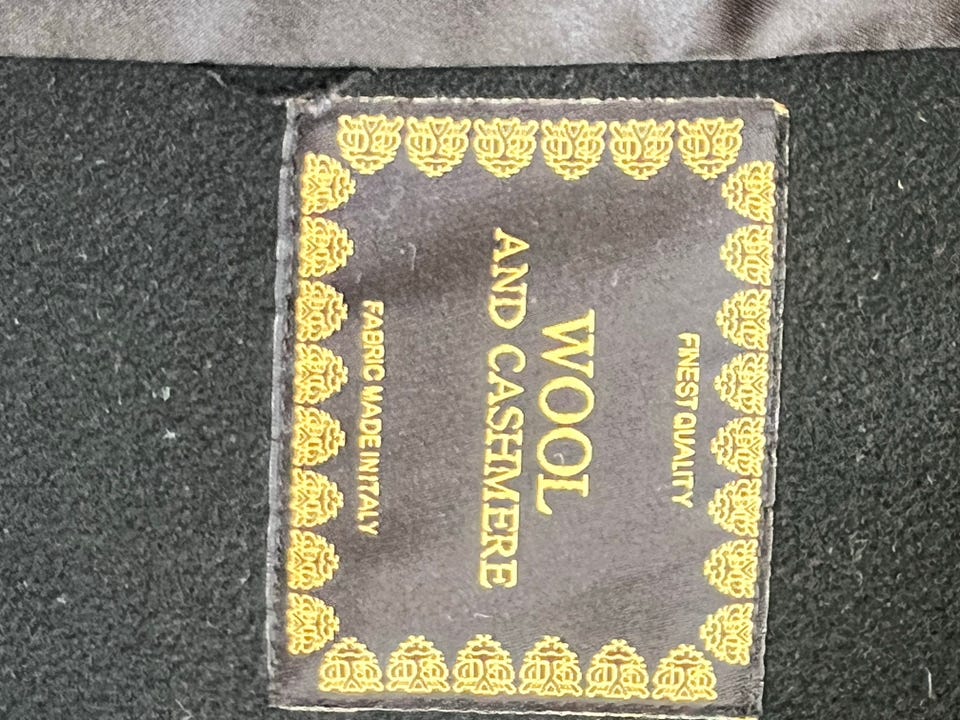 FINEST QUALITY
WOOL
AND CASHMERE
FABRIC MADE IN ITALY